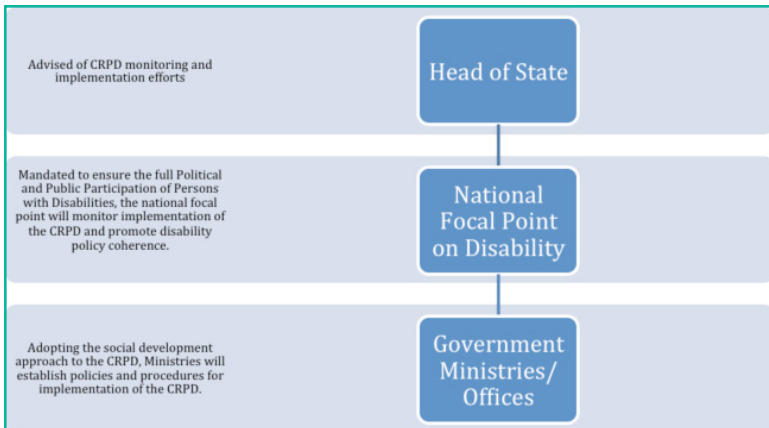 Advised of CRPD monitoring and
implementation efforts
Head of State
Mandated to ensure the full Political
and Public Participation of Persons
with Disabilities, the national focal
point will monitor implementation of
the CRPD and promote disability
policy coherence.
National
Focal Point
on Disability
Adopting the social development
approach to the CRPD, Ministries will
establish policies and procedures for
implementation of the CRPD.
Government
Ministries/
Offices